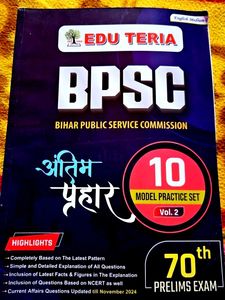 English Medium
EDU TERIA
BPSC
BIHAR PUBLIC SERVICE COMMISSION
अंतिम
प्रहार
10
MODEL PRACTICE SET
Vol. 2
HIGHLIGHTS
Completely Based on The Latest Pattern
Simple and Detailed Explanation of All Questions
Inclusion of Latest Facts & Figures in The Explanation
Inclusion of Questions Based on NCERT as well
Current Affairs Questions Updated till November 2024
70th
PRELIMS EXAM